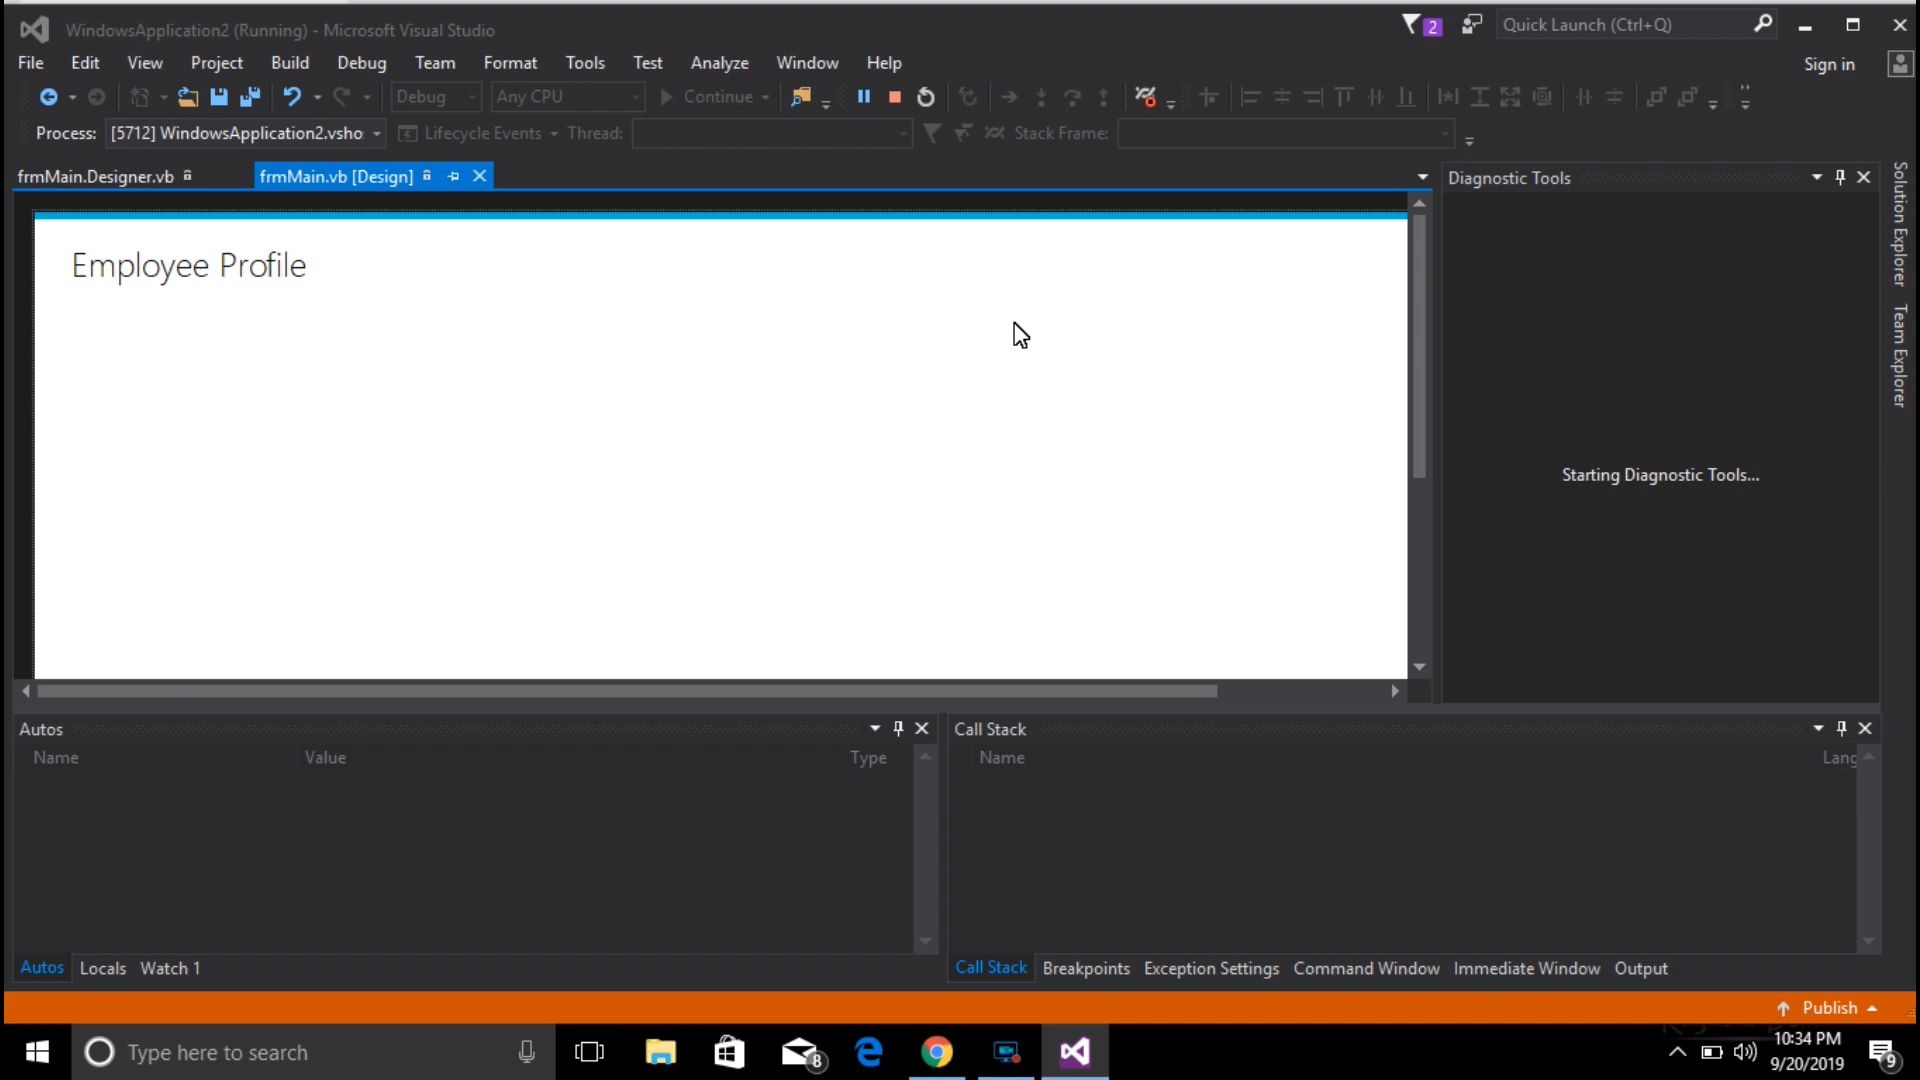 WindowsApplication2 (Running) - Microsoft Visual Studio
2
Quick Launch (Ctrl+Q)
File Edit View Project Build Debug Team Format Tools Test Analyze Window Help
Sign in
Debug Any CPU Continue
Process: [5712] WindowsApplication2.vsho Lifecycle Events Thread: Stack Frame:
frmMain.Designer.vb frmMain.vb [Design]
Diagnostic Tools
Solution Explorer
Team Explorer
Employee Profile
Starting Diagnostic Tools...
Autos
Name Value Type
Call Stack
Name Lang
Autos Locals Watch 1
Call Stack Breakpoints Exception Settings Command Window Immediate Window Output
Publish
Type here to search
8
10:34 PM
9/20/2019
9